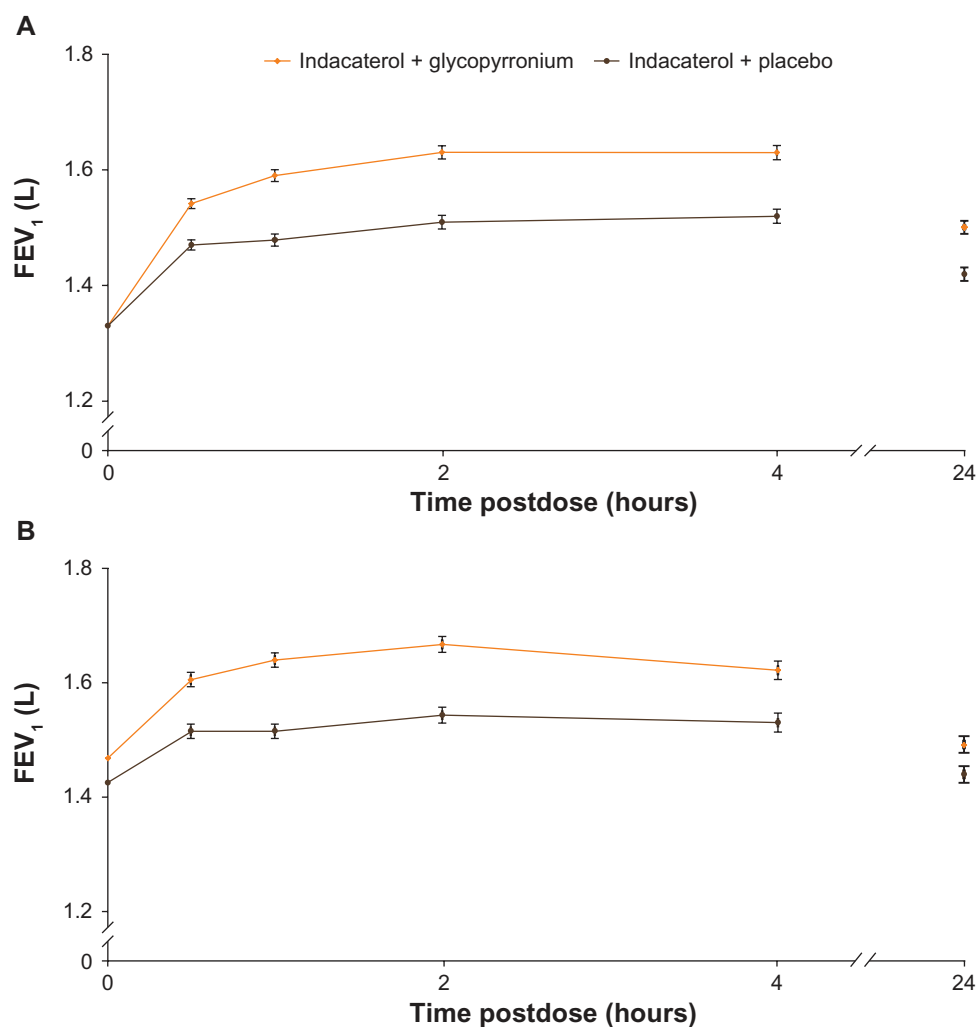 A
1.8
Indacaterol + glycopyrronium Indacaterol + placebo
1.6
FEV₁ (L)
1.4
1.2
0
0 2 4 24
Time postdose (hours)
B
1.8
1.6
FEV₁ (L)
1.4
1.2
0
0 2 4 24
Time postdose (hours)